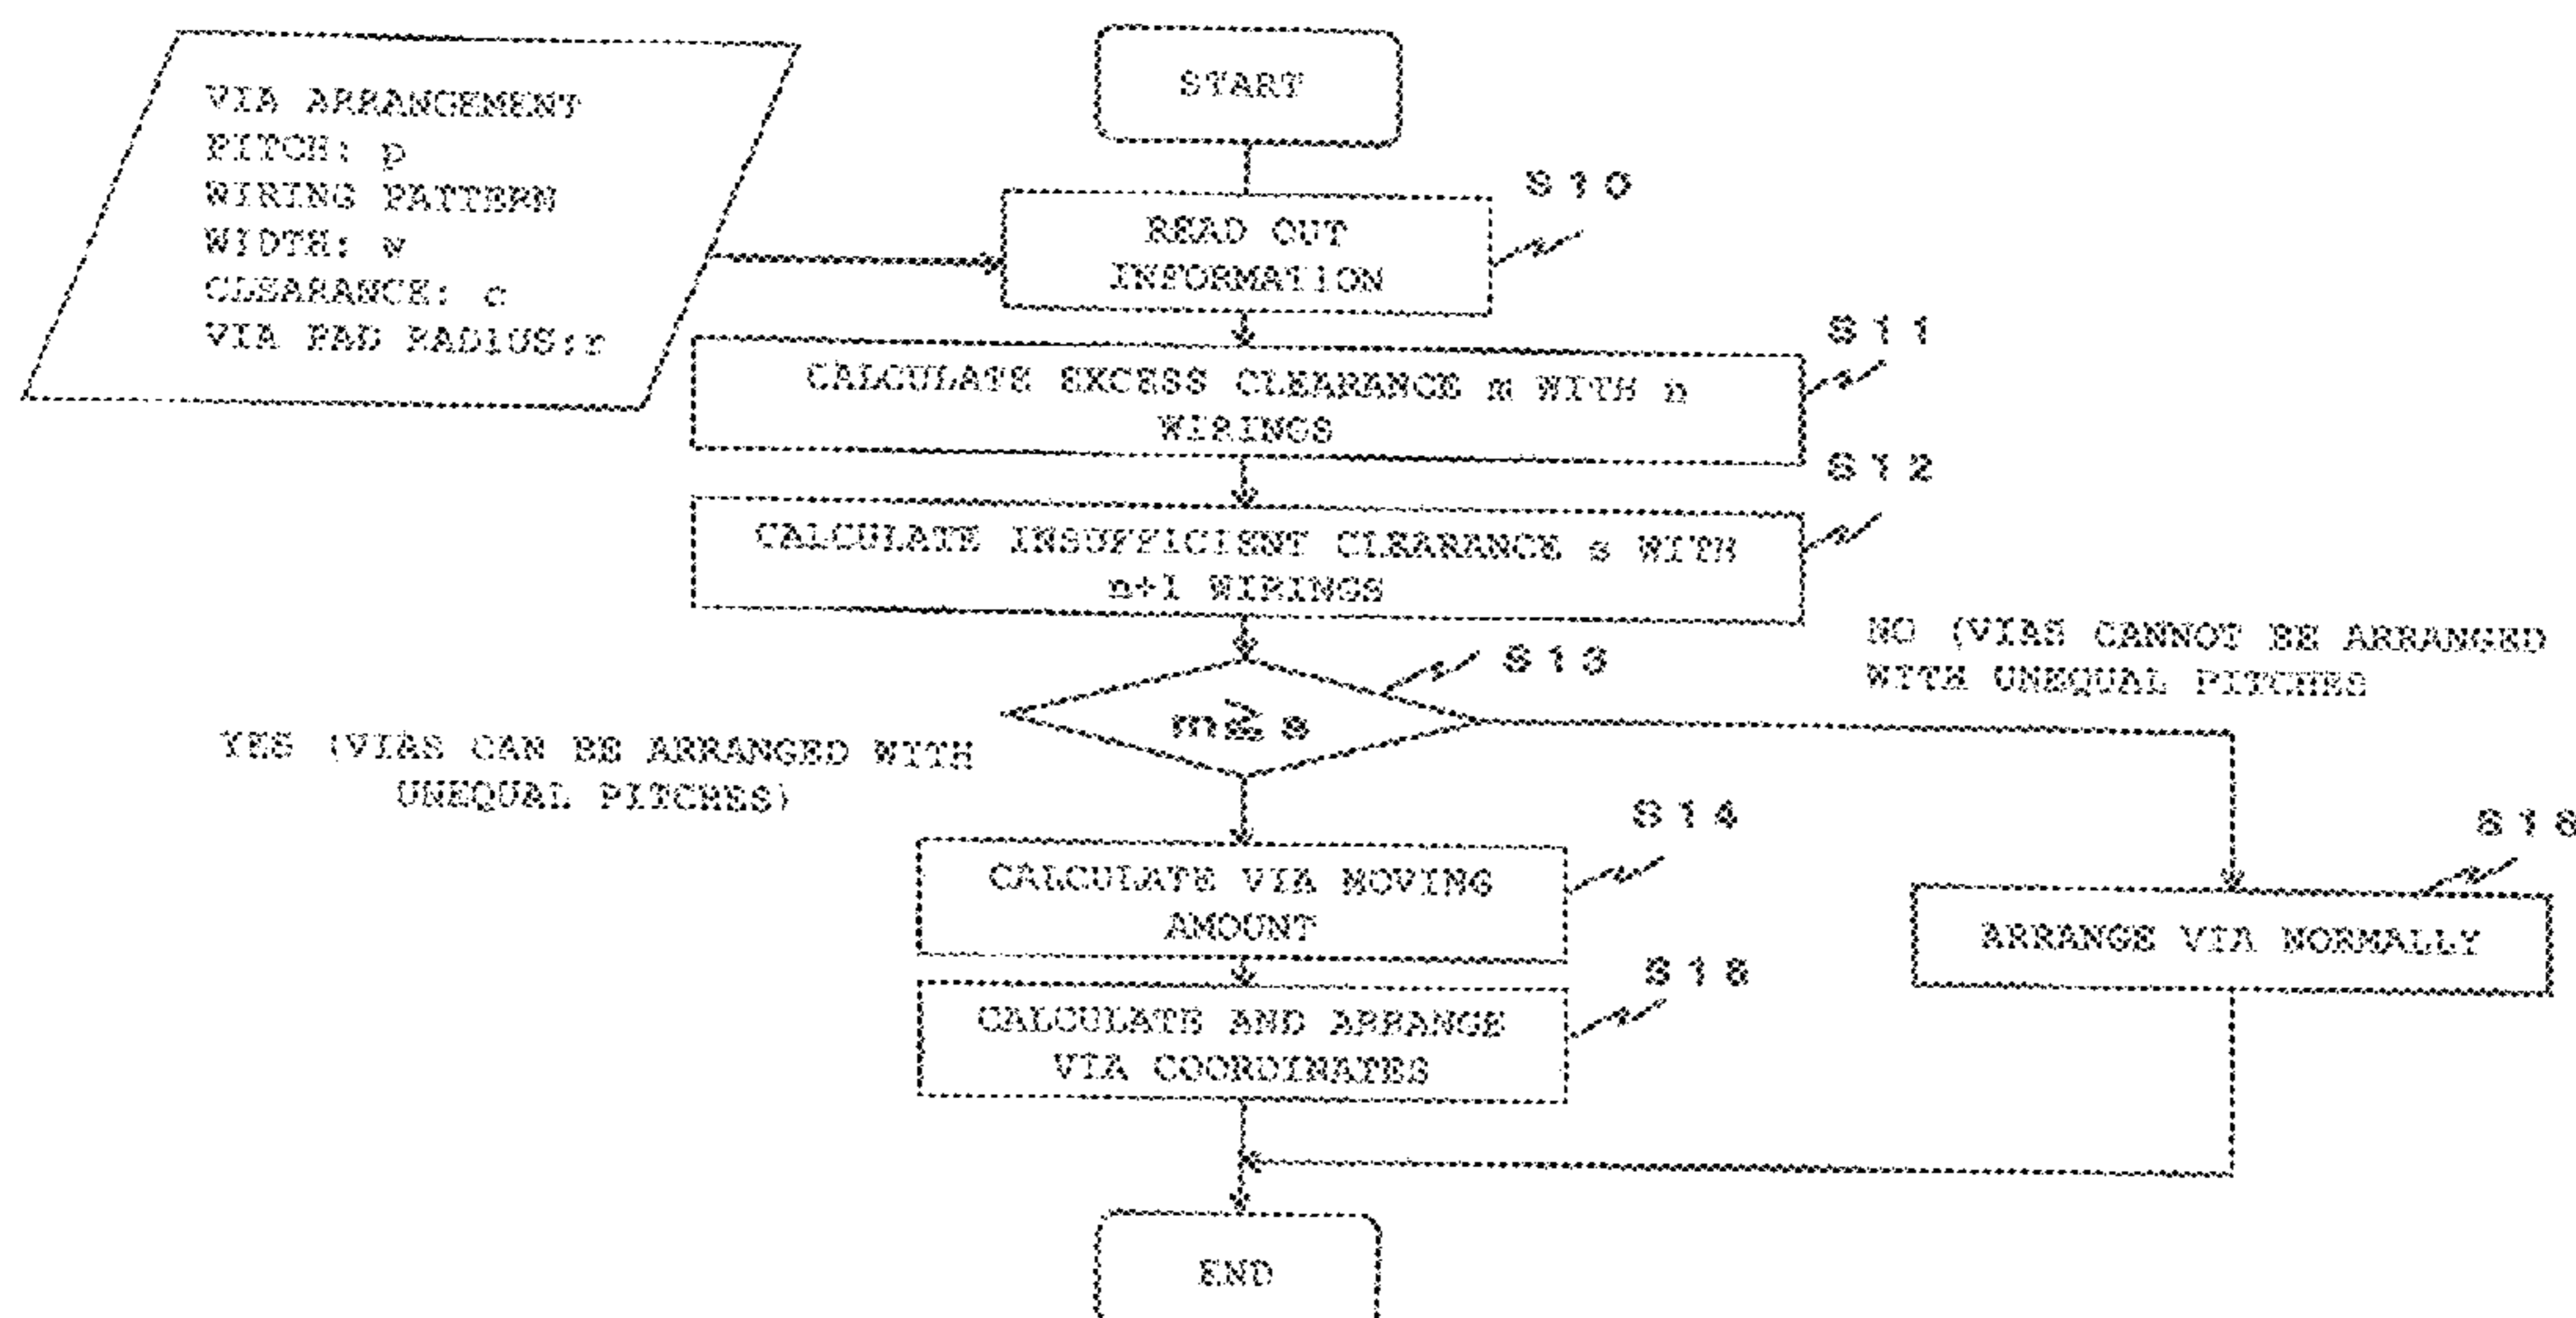 START
VIA ARRANGEMENT
PITCH: p
WIRING PATTERN
WIDTH: w
CLEARANCE: c
VIA PAD RADIUS:r
S10
READ OUT
INFORMATION
S11
CALCULATE EXCESS CLEARANCE m WITH n
WIRINGS
S12
CALCULATE INSUFFICIENT CLEARANCE s WITH
n+1 WIRINGS
S13
m≧s
NO (VIAS CANNOT BE ARRANGED
WITH UNEQUAL PITCHES
YES (VIAS CAN BE ARRANGED WITH
UNEQUAL PITCHES)
S14
CALCULATE VIA MOVING
AMOUNT
ARRANGE VIA NORMALLY
CALCULATE AND ARRANGE
VIA COORDINATES
END